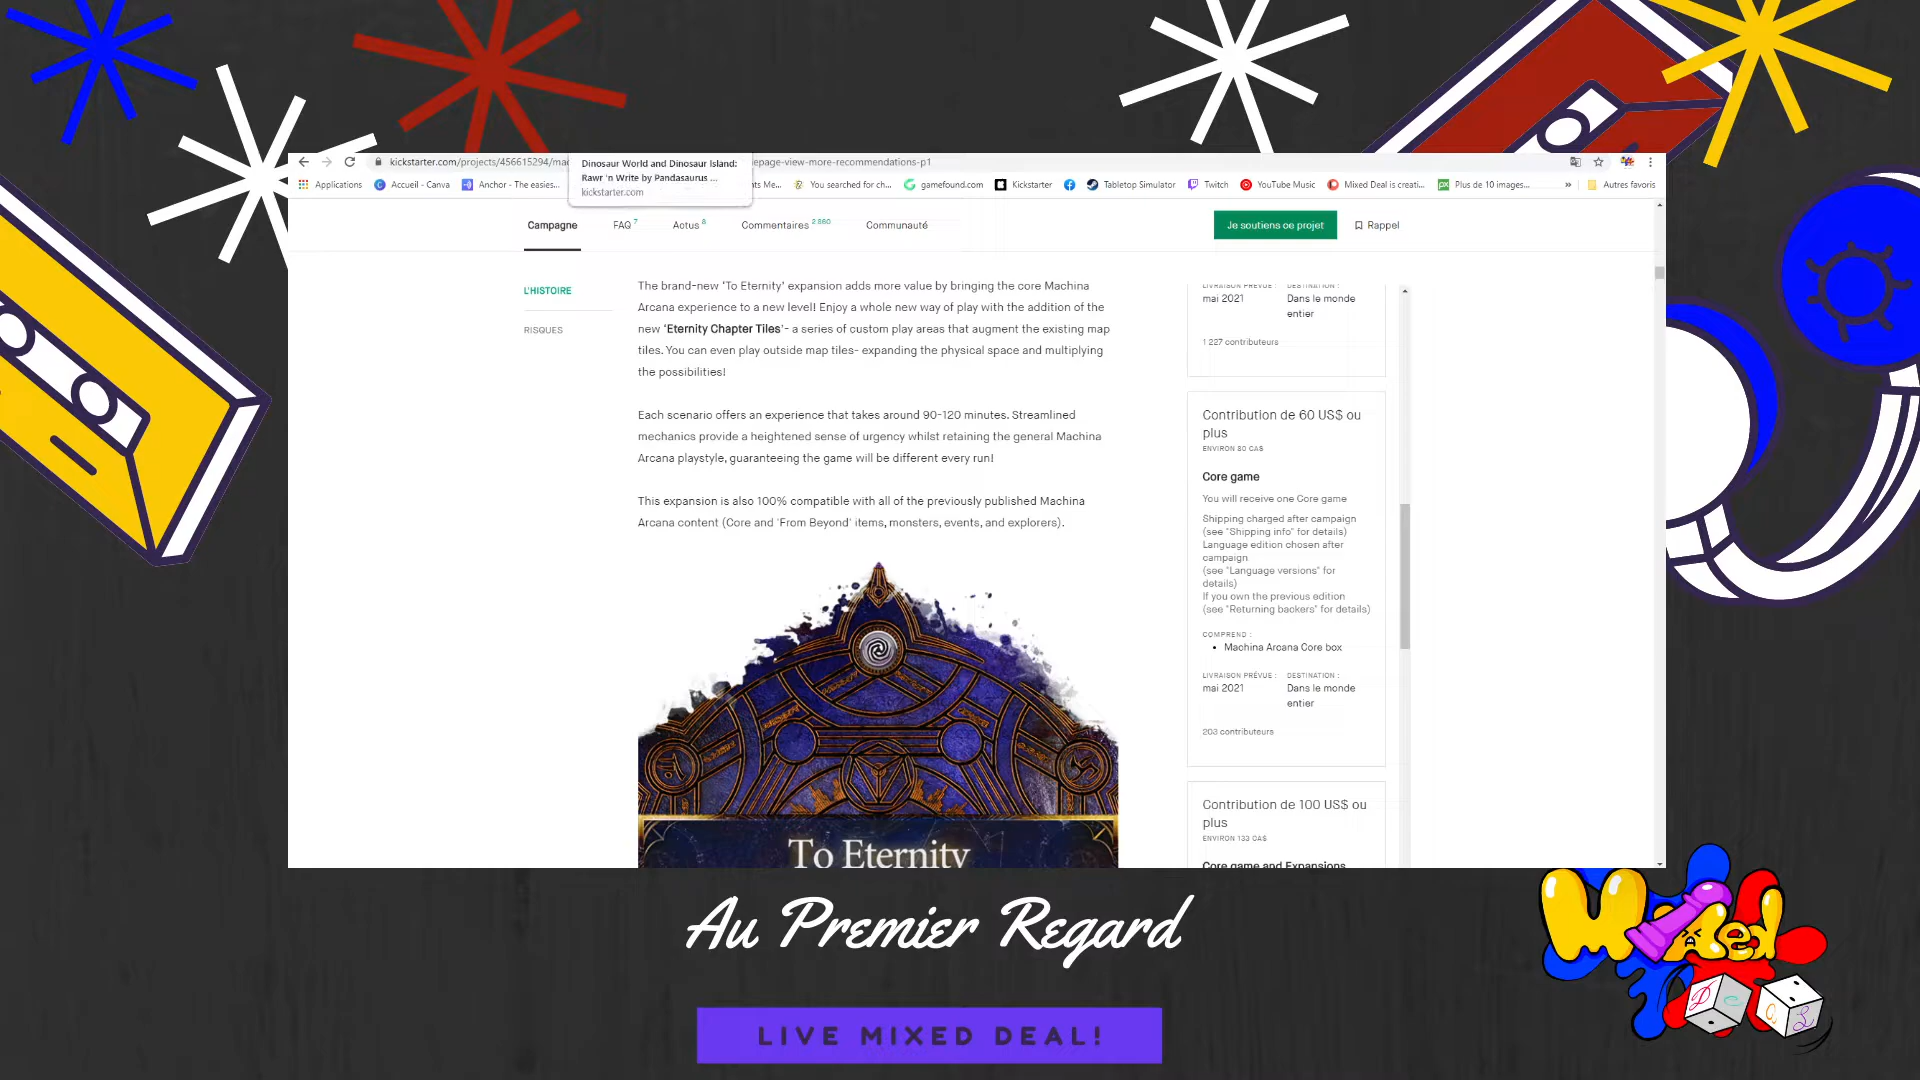 kickstarter.com/projects/456615294/mac
epage-view-more-recommendations-p1
Dinosaur World and Dinosaur Island:
Rawr 'n Write by Pandasaurus ...
kickstarter.com
Applications
Accueil - Canva
Anchor - The easies...
ts Me...
You searched for ch...
gamefound.com
Kickstarter
Tabletop Simulator
Twitch
YouTube Music
Mixed Deal is creati...
Plus de 10 images...
»
Autres favoris
Campagne
FAQ 7
Actus 8
Commentaires
Communauté
Je soutiens ce projet
Rappel
L'HISTOIRE
RISQUES
The brand-new 'To Eternity' expansion adds more value by bringing the core Machina
Arcana experience to a new level! Enjoy a whole new way of play with the addition of the
new 'Eternity Chapter Tiles'- a series of custom play areas that augment the existing map
tiles. You can even play outside map tiles- expanding the physical space and multiplying
the possibilities!
Each scenario offers an experience that takes around 90-120 minutes. Streamlined
mechanics provide a heightened sense of urgency whilst retaining the general Machina
Arcana playstyle, guaranteeing the game will be different every run!
This expansion is also 100% compatible with all of the previously published Machina
Arcana content (Core and 'From Beyond' items, monsters, events, and explorers).
To Eternity
LIVRAISON PRÉVUE :
DESTINATION :
mai 2021
Dans le monde
entier
1 227 contributeurs
Contribution de 60 US$ ou
plus
ENVIRON 80 CA$
Core game
You will receive one Core game
Shipping charged after campaign
(see "Shipping info" for details)
Language edition chosen after
campaign
(see "Language versions" for
details)
If you own the previous edition
(see "Returning backers" for details)
COMPREND :
Machina Arcana Core box
LIVRAISON PRÉVUE :
DESTINATION :
mai 2021
Dans le monde
entier
203 contributeurs
Contribution de 100 US$ ou
plus
ENVIRON 133 CA$
Core game and Expansions
Au Premier Regard
LIVE MIXED DEAL!
Mixed
D e a L